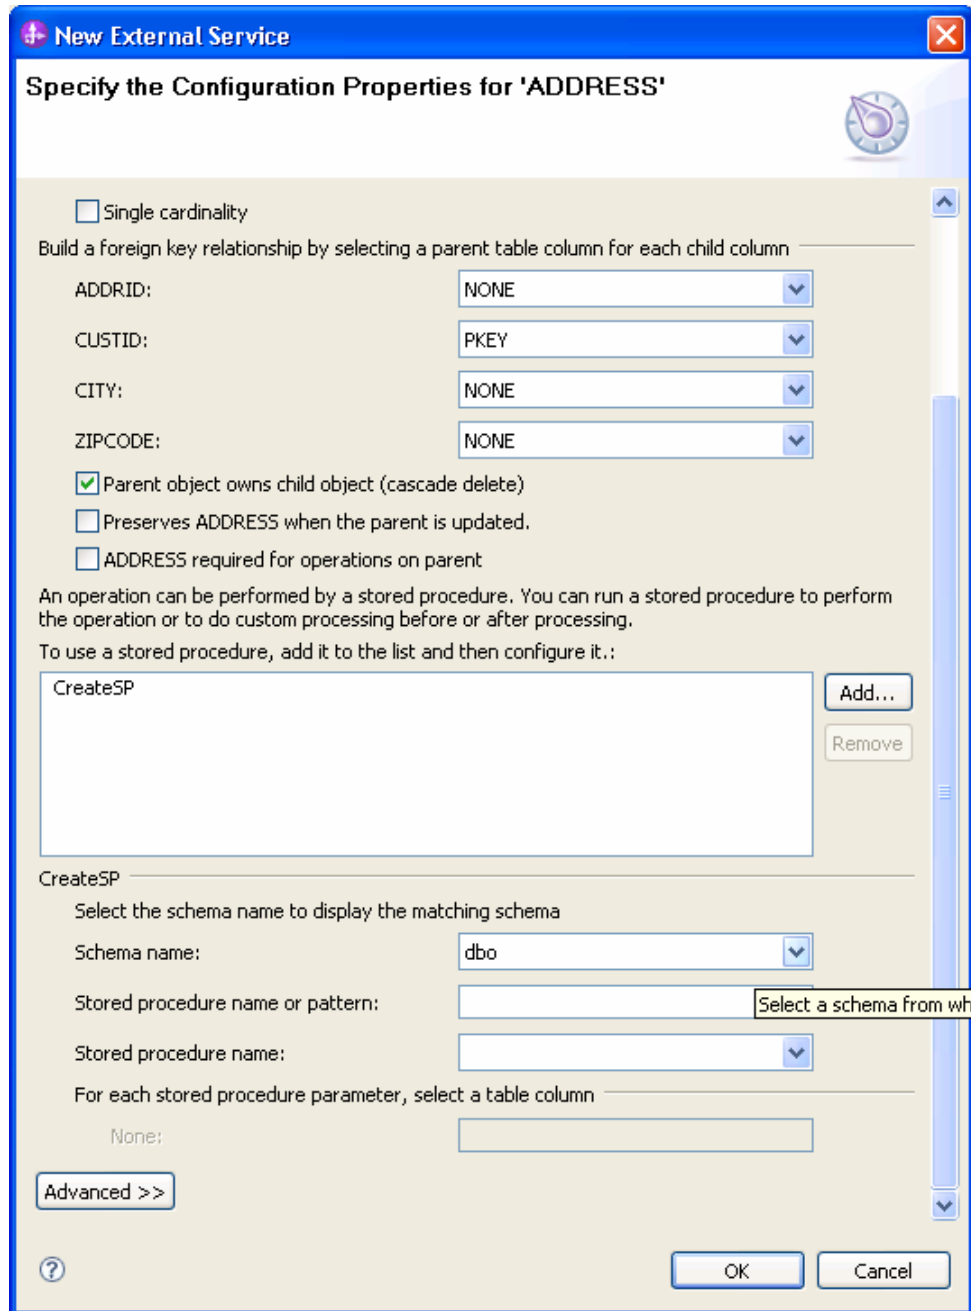 New External Service
Specify the Configuration Properties for 'ADDRESS'
Single cardinality
Build a foreign key relationship by selecting a parent table column for each child column
ADDRID: NONE
CUSTID: PKEY
CITY: NONE
ZIPCODE: NONE
Parent object owns child object (cascade delete)
Preserves ADDRESS when the parent is updated.
ADDRESS required for operations on parent
An operation can be performed by a stored procedure. You can run a stored procedure to perform
the operation or to do custom processing before or after processing.
To use a stored procedure, add it to the list and then configure it.:
CreateSP
Add...
Remove
CreateSP
Select the schema name to display the matching schema
Schema name: dbo
Stored procedure name or pattern:
Select a schema from wh
Stored procedure name:
For each stored procedure parameter, select a table column
None:
Advanced >>
? OK Cancel